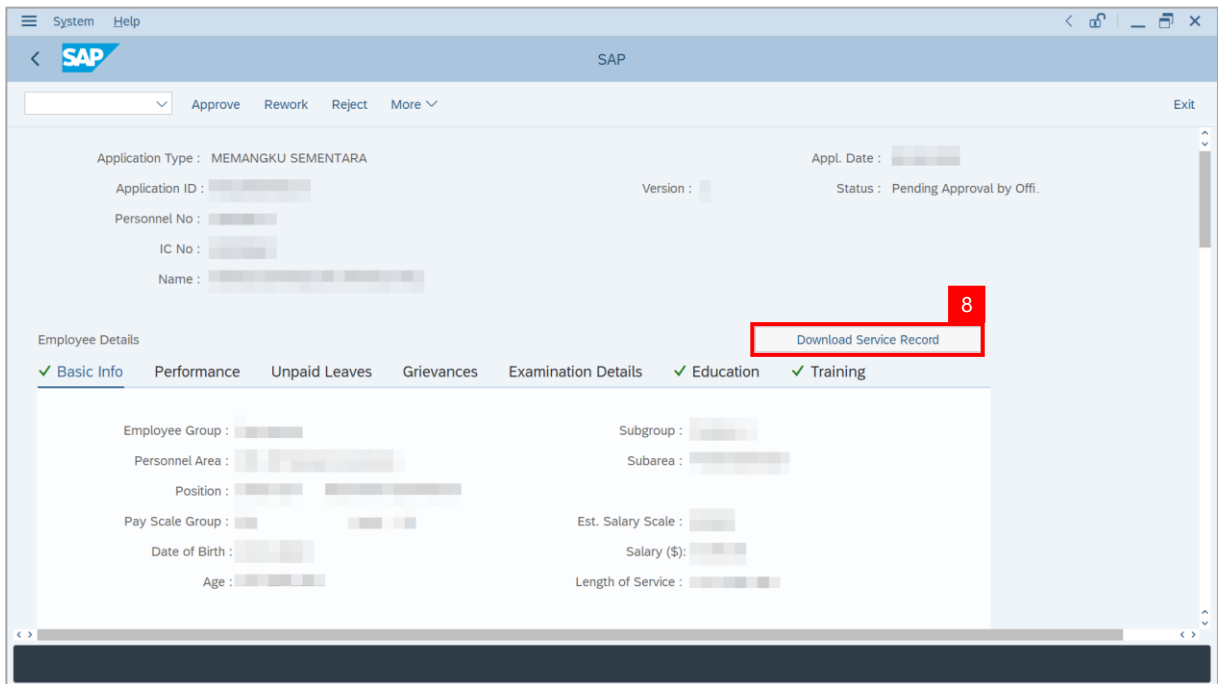 System Help
SAP SAP
Approve Rework Reject More Exit
Application Type : MEMANGKU SEMENTARA Appl. Date :
Application ID : Version : Status : Pending Approval by Offi..
Personnel No :
IC No :
Name :
8
Employee Details Download Service Record
Basic Info Performance Unpaid Leaves Grievances Examination Details Education Training
Employee Group : Subgroup :
Personnel Area : Subarea :
Position :
Pay Scale Group : Est. Salary Scale :
Date of Birth : Salary ($):
Age : Length of Service :